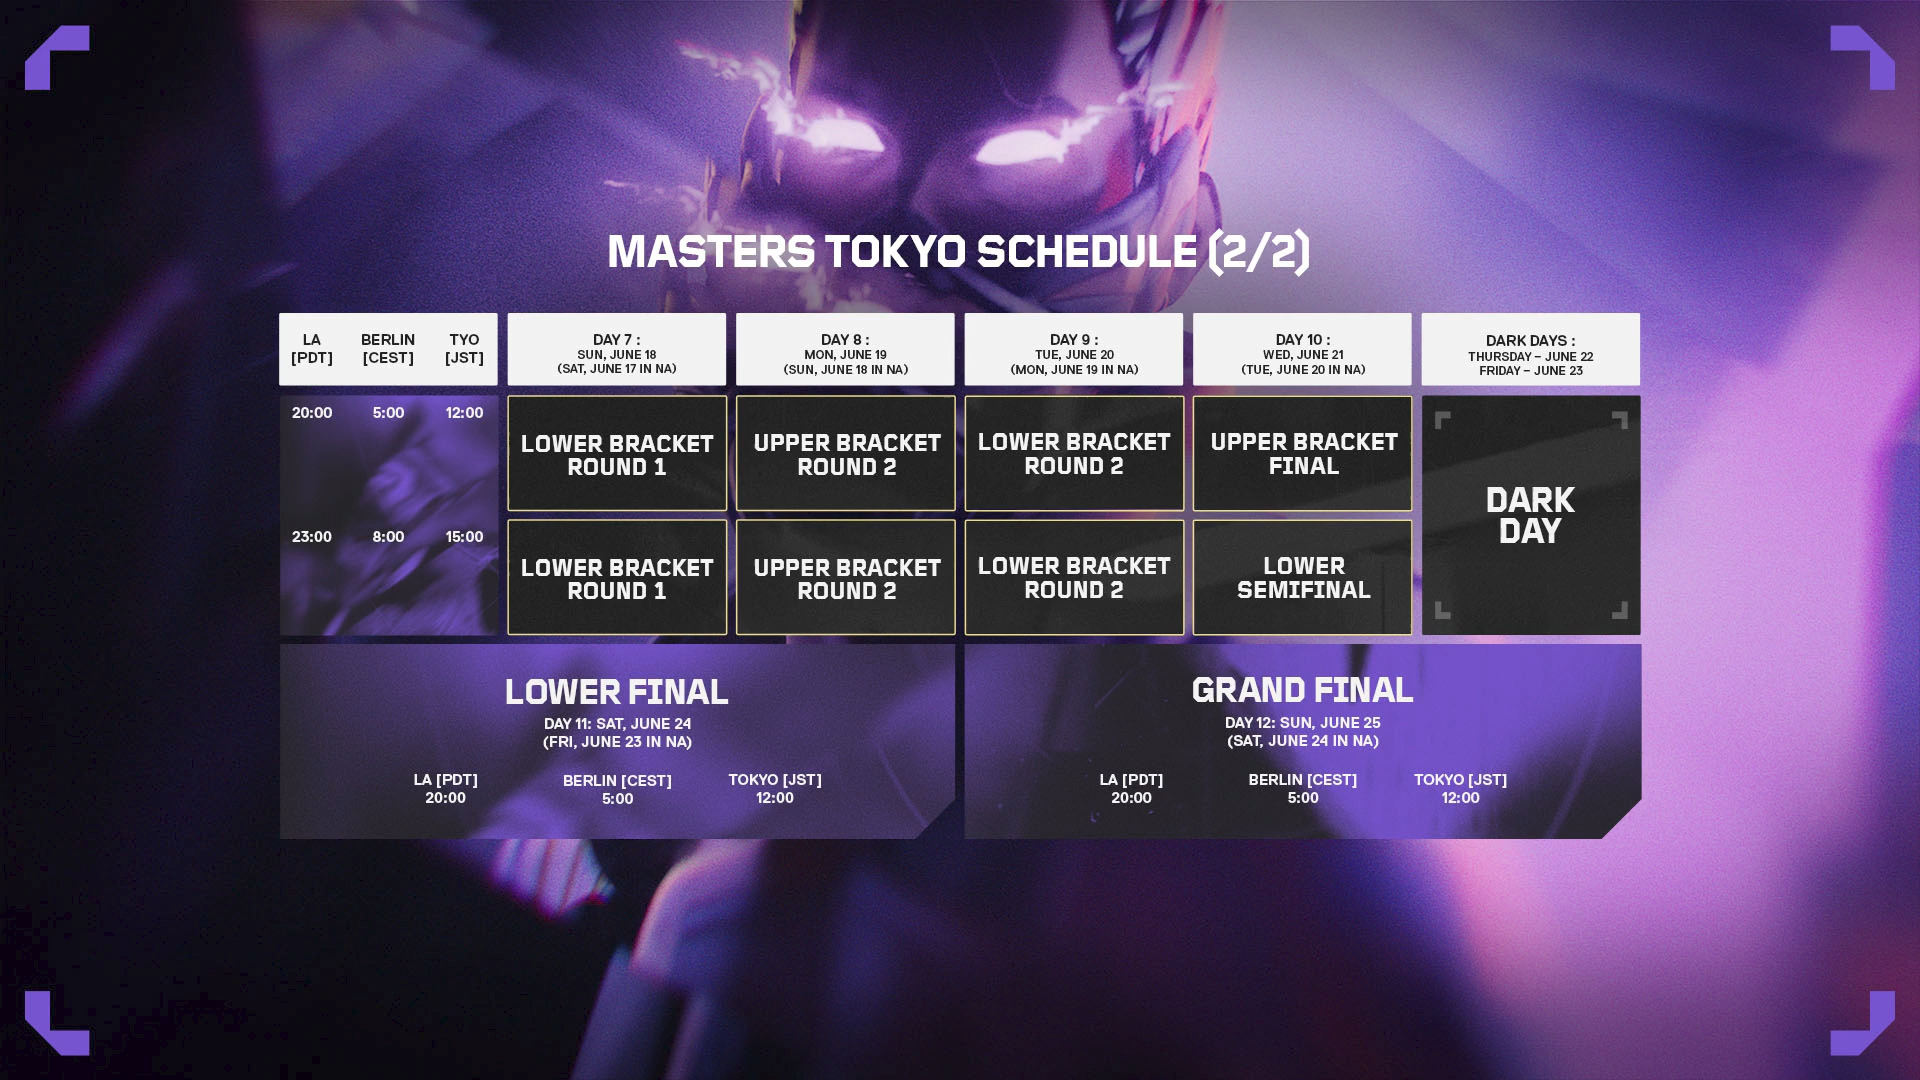 MASTERS TOKYO SCHEDULE (2/2)
LA BERLIN TYO
[PDT] [CEST] [JST]
DAY 7 :
SUN, JUNE 18
(SAT, JUNE 17 IN NA)
DAY 8 :
MON, JUNE 19
(SUN, JUNE 18 IN NA)
DAY 9 :
TUE, JUNE 20
(MON, JUNE 19 IN NA)
DAY 10 :
WED, JUNE 21
(TUE, JUNE 20 IN NA)
DARK DAYS :
THURSDAY – JUNE 22
FRIDAY – JUNE 23
20:00 5:00 12:00
LOWER BRACKET
ROUND 1
UPPER BRACKET
ROUND 2
LOWER BRACKET
ROUND 2
UPPER BRACKET
FINAL
DARK
DAY
23:00 8:00 15:00
LOWER BRACKET
ROUND 1
UPPER BRACKET
ROUND 2
LOWER BRACKET
ROUND 2
LOWER
SEMIFINAL
LOWER FINAL
DAY 11: SAT, JUNE 24
(FRI, JUNE 23 IN NA)
LA [PDT] BERLIN [CEST] TOKYO [JST]
20:00 5:00 12:00
GRAND FINAL
DAY 12: SUN, JUNE 25
(SAT, JUNE 24 IN NA)
LA [PDT] BERLIN [CEST] TOKYO [JST]
20:00 5:00 12:00